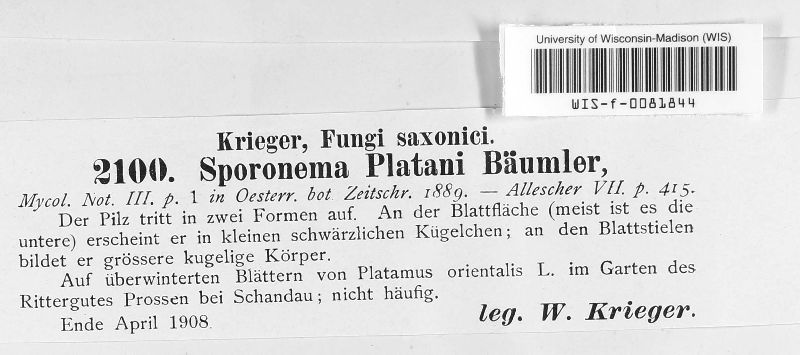 University of Wisconsin-Madison (WIS)
WIS-f-0081844
Krieger, Fungi saxonici.
2100. Sporonema Platani Bäumler,
Mycol. Not. III. p. 1 in Oesterr. bot Zeitschr. 1889. — Allescher VII. p. 415.
Der Pilz tritt in zwei Formen auf. An der Blattfläche (meist ist es die
untere) erscheint er in kleinen schwärzlichen Kügelchen; an den Blattstielen
bildet er grössere kugelige Körper.
Auf überwinterten Blättern von Platamus orientalis L. im Garten des
Rittergutes Prossen bei Schandau; nicht häufig.
Ende April 1908.
leg. W. Krieger.